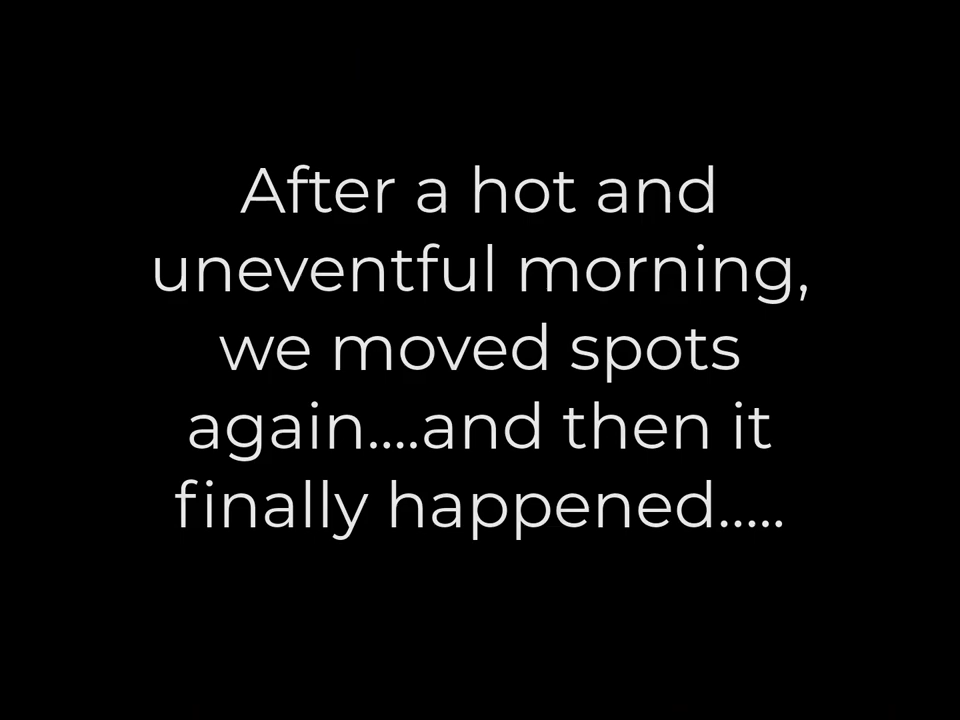 After a hot and
uneventful morning,
we moved spots
again....and then it
finally happened.....